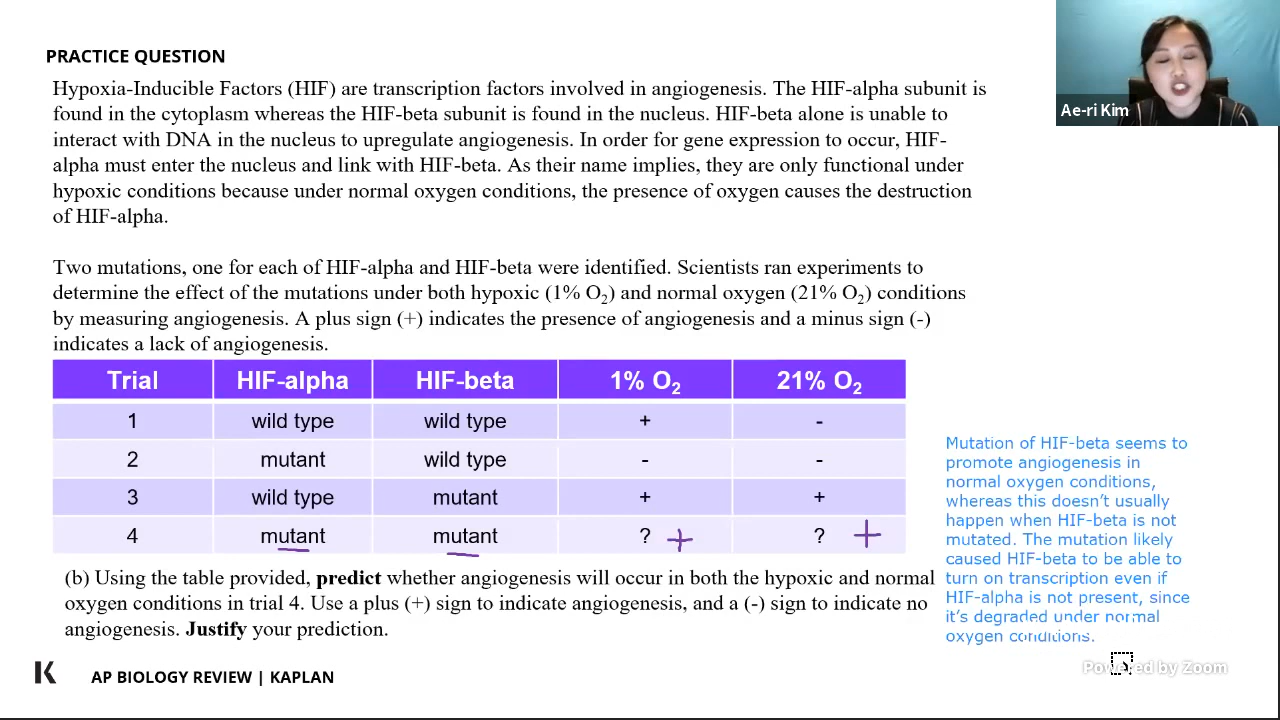 PRACTICE QUESTION
Hypoxia-Inducible Factors (HIF) are transcription factors involved in angiogenesis. The HIF-alpha subunit is
found in the cytoplasm whereas the HIF-beta subunit is found in the nucleus. HIF-beta alone is unable to
interact with DNA in the nucleus to upregulate angiogenesis. In order for gene expression to occur, HIF-
alpha must enter the nucleus and link with HIF-beta. As their name implies, they are only functional under
hypoxic conditions because under normal oxygen conditions, the presence of oxygen causes the destruction
of HIF-alpha.
Ae-ri Kim
Two mutations, one for each of HIF-alpha and HIF-beta were identified. Scientists ran experiments to
determine the effect of the mutations under both hypoxic (1% O₂) and normal oxygen (21% O₂) conditions
by measuring angiogenesis. A plus sign (+) indicates the presence of angiogenesis and a minus sign (-)
indicates a lack of angiogenesis.
Trial HIF-alpha HIF-beta 1% O₂ 21% O₂
1 wild type wild type + -
2 mutant wild type - -
3 wild type mutant + +
4 mutant mutant ? + ? +
Mutation of HIF-beta seems to
promote angiogenesis in
normal oxygen conditions,
whereas this doesn't usually
happen when HIF-beta is not
mutated. The mutation likely
caused HIF-beta to be able to
turn on transcription even if
HIF-alpha is not present, since
it's degraded under normal
oxygen conditions.
(b) Using the table provided, predict whether angiogenesis will occur in both the hypoxic and normal
oxygen conditions in trial 4. Use a plus (+) sign to indicate angiogenesis, and a (-) sign to indicate no
angiogenesis. Justify your prediction.
K AP BIOLOGY REVIEW | KAPLAN
Powered by Zoom